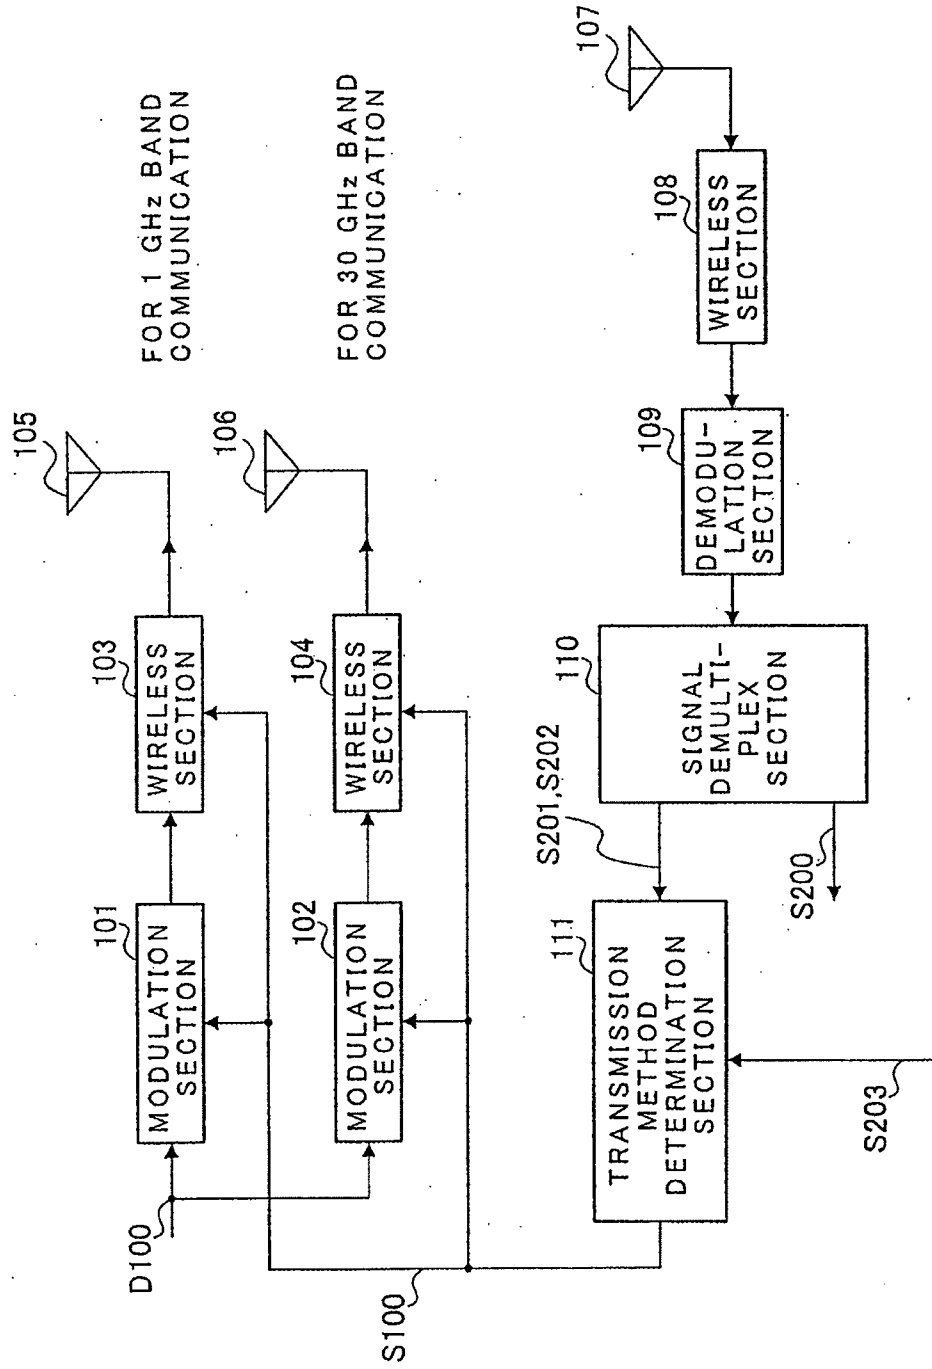 105
FOR 1 GHz BAND
COMMUNICATION
103
WIRELESS
SECTION
101
MODULATION
SECTION
D100
106
FOR 30 GHz BAND
COMMUNICATION
104
WIRELESS
SECTION
102
MODULATION
SECTION
S100
107
108
WIRELESS
SECTION
109
DEMODU-
LATION
SECTION
110
SIGNAL
DEMULTI-
PLEX
SECTION
S201,S202
S200
111
TRANSMISSION
METHOD
DETERMINATION
SECTION
S203